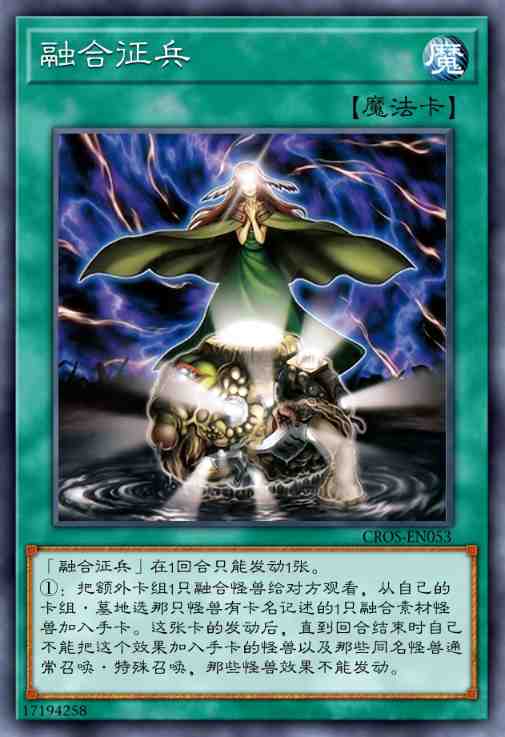 融合征兵
魔
【魔法卡】
CROS-EN053
「融合征兵」在1回合只能发动1张。
①：把额外卡组1只融合怪兽给对方观看，从自己的
卡组·墓地选那只怪兽有卡名记述的1只融合素材怪
兽加入手卡。这张卡的发动后，直到回合结束时自己
不能把这个效果加入手卡的怪兽以及那些同名怪兽通
常召唤·特殊召唤，那些怪兽效果不能发动。
17194258